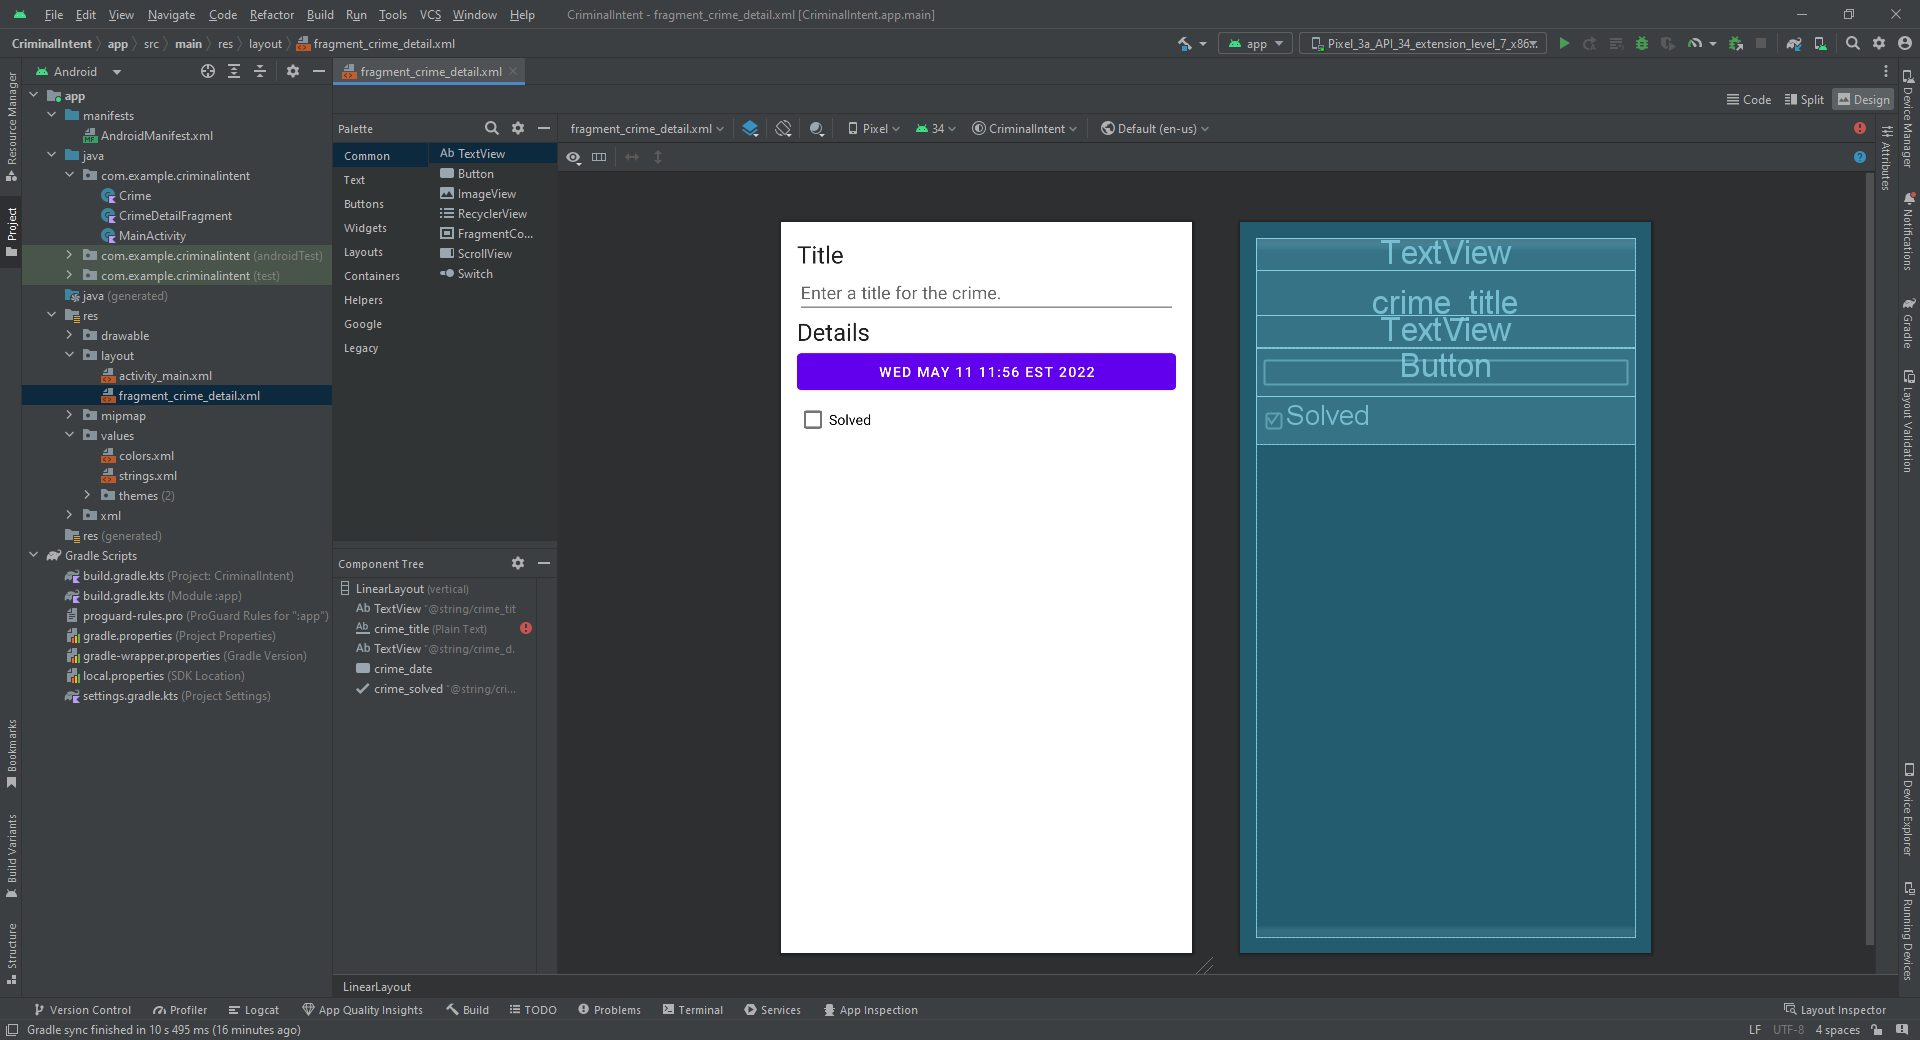 File Edit View Navigate Code Refactor Build Run Tools VCS Window Help CriminalIntent - fragment_crime_detail.xml [CriminalIntent.app.main]
CriminalIntent app src main res layout fragment_crime_detail.xml app Pixel_3a_API_34_extension_level_7_x86..
Android fragment_crime_detail.xml
Code Split Design
Resource Manager
Project
Bookmarks
Build Variants
Structure
app
manifests
AndroidManifest.xml
java
com.example.criminalintent
Crime
CrimeDetailFragment
MainActivity
com.example.criminalintent (androidTest)
com.example.criminalintent (test)
java (generated)
res
drawable
layout
activity_main.xml
fragment_crime_detail.xml
mipmap
values
colors.xml
strings.xml
themes (2)
xml
res (generated)
Gradle Scripts
build.gradle.kts (Project: CriminalIntent)
build.gradle.kts (Module :app)
proguard-rules.pro (ProGuard Rules for ":app")
gradle.properties (Project Properties)
gradle-wrapper.properties (Gradle Version)
local.properties (SDK Location)
settings.gradle.kts (Project Settings)
Palette
Common
Text
Buttons
Widgets
Layouts
Containers
Helpers
Google
Legacy
Ab TextView
Button
ImageView
RecyclerView
FragmentCo...
ScrollView
Switch
Component Tree
LinearLayout (vertical)
Ab TextView "@string/crime_tit
Ab crime_title (Plain Text)
Ab TextView "@string/crime_d.
crime_date
crime_solved "@string/cri...
fragment_crime_detail.xml Pixel 34 CriminalIntent Default (en-us)
Title
Enter a title for the crime.
Details
WED MAY 11 11:56 EST 2022
Solved
TextView
crime_title
TextView
Button
Solved
Attributes
Device Manager
Notifications
Gradle
Layout Validation
Device Explorer
Running Devices
LinearLayout
Version Control Profiler Logcat App Quality Insights Build TODO Problems Terminal Services App Inspection Layout Inspector
Gradle sync finished in 10 s 495 ms (16 minutes ago) LF UTF-8 4 spaces